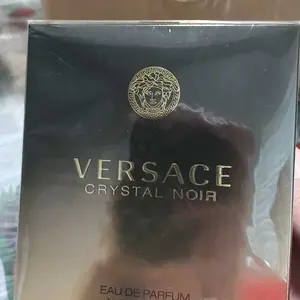 VERSACE
CRYSTAL NOIR
EAU DE PARFUM